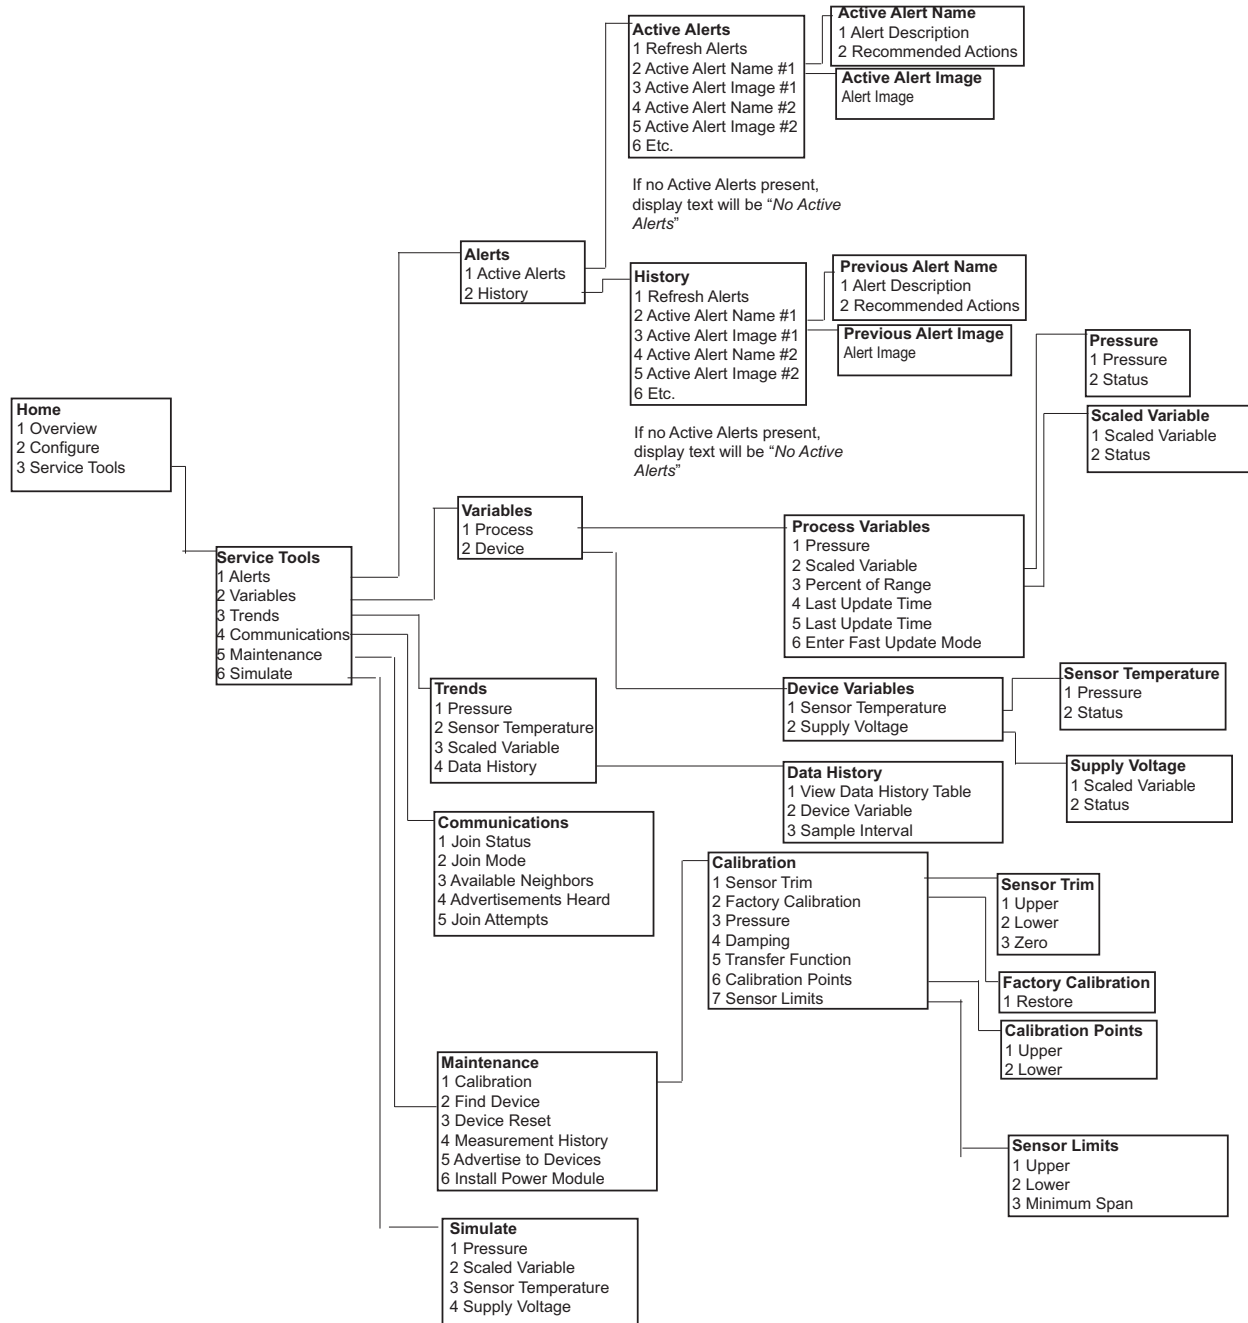 Home
1 Overview
2 Configure
3 Service Tools
Service Tools
1 Alerts
2 Variables
3 Trends
4 Communications
5 Maintenance
6 Simulate
Alerts
1 Active Alerts
2 History
Active Alerts
1 Refresh Alerts
2 Active Alert Name #1
3 Active Alert Image #1
4 Active Alert Name #2
5 Active Alert Image #2
6 Etc.
If no Active Alerts present,
display text will be “No Active
Alerts”
Active Alert Name
1 Alert Description
2 Recommended Actions
Active Alert Image
Alert Image
History
1 Refresh Alerts
2 Active Alert Name #1
3 Active Alert Image #1
4 Active Alert Name #2
5 Active Alert Image #2
6 Etc.
If no Active Alerts present,
display text will be “No Active
Alerts”
Previous Alert Name
1 Alert Description
2 Recommended Actions
Previous Alert Image
Alert Image
Variables
1 Process
2 Device
Process Variables
1 Pressure
2 Scaled Variable
3 Percent of Range
4 Last Update Time
5 Last Update Time
6 Enter Fast Update Mode
Pressure
1 Pressure
2 Status
Scaled Variable
1 Scaled Variable
2 Status
Device Variables
1 Sensor Temperature
2 Supply Voltage
Sensor Temperature
1 Pressure
2 Status
Supply Voltage
1 Scaled Variable
2 Status
Trends
1 Pressure
2 Sensor Temperature
3 Scaled Variable
4 Data History
Data History
1 View Data History Table
2 Device Variable
3 Sample Interval
Communications
1 Join Status
2 Join Mode
3 Available Neighbors
4 Advertisements Heard
5 Join Attempts
Maintenance
1 Calibration
2 Find Device
3 Device Reset
4 Measurement History
5 Advertise to Devices
6 Install Power Module
Calibration
1 Sensor Trim
2 Factory Calibration
3 Pressure
4 Damping
5 Transfer Function
6 Calibration Points
7 Sensor Limits
Sensor Trim
1 Upper
2 Lower
3 Zero
Factory Calibration
1 Restore
Calibration Points
1 Upper
2 Lower
Sensor Limits
1 Upper
2 Lower
3 Minimum Span
Simulate
1 Pressure
2 Scaled Variable
3 Sensor Temperature
4 Supply Voltage